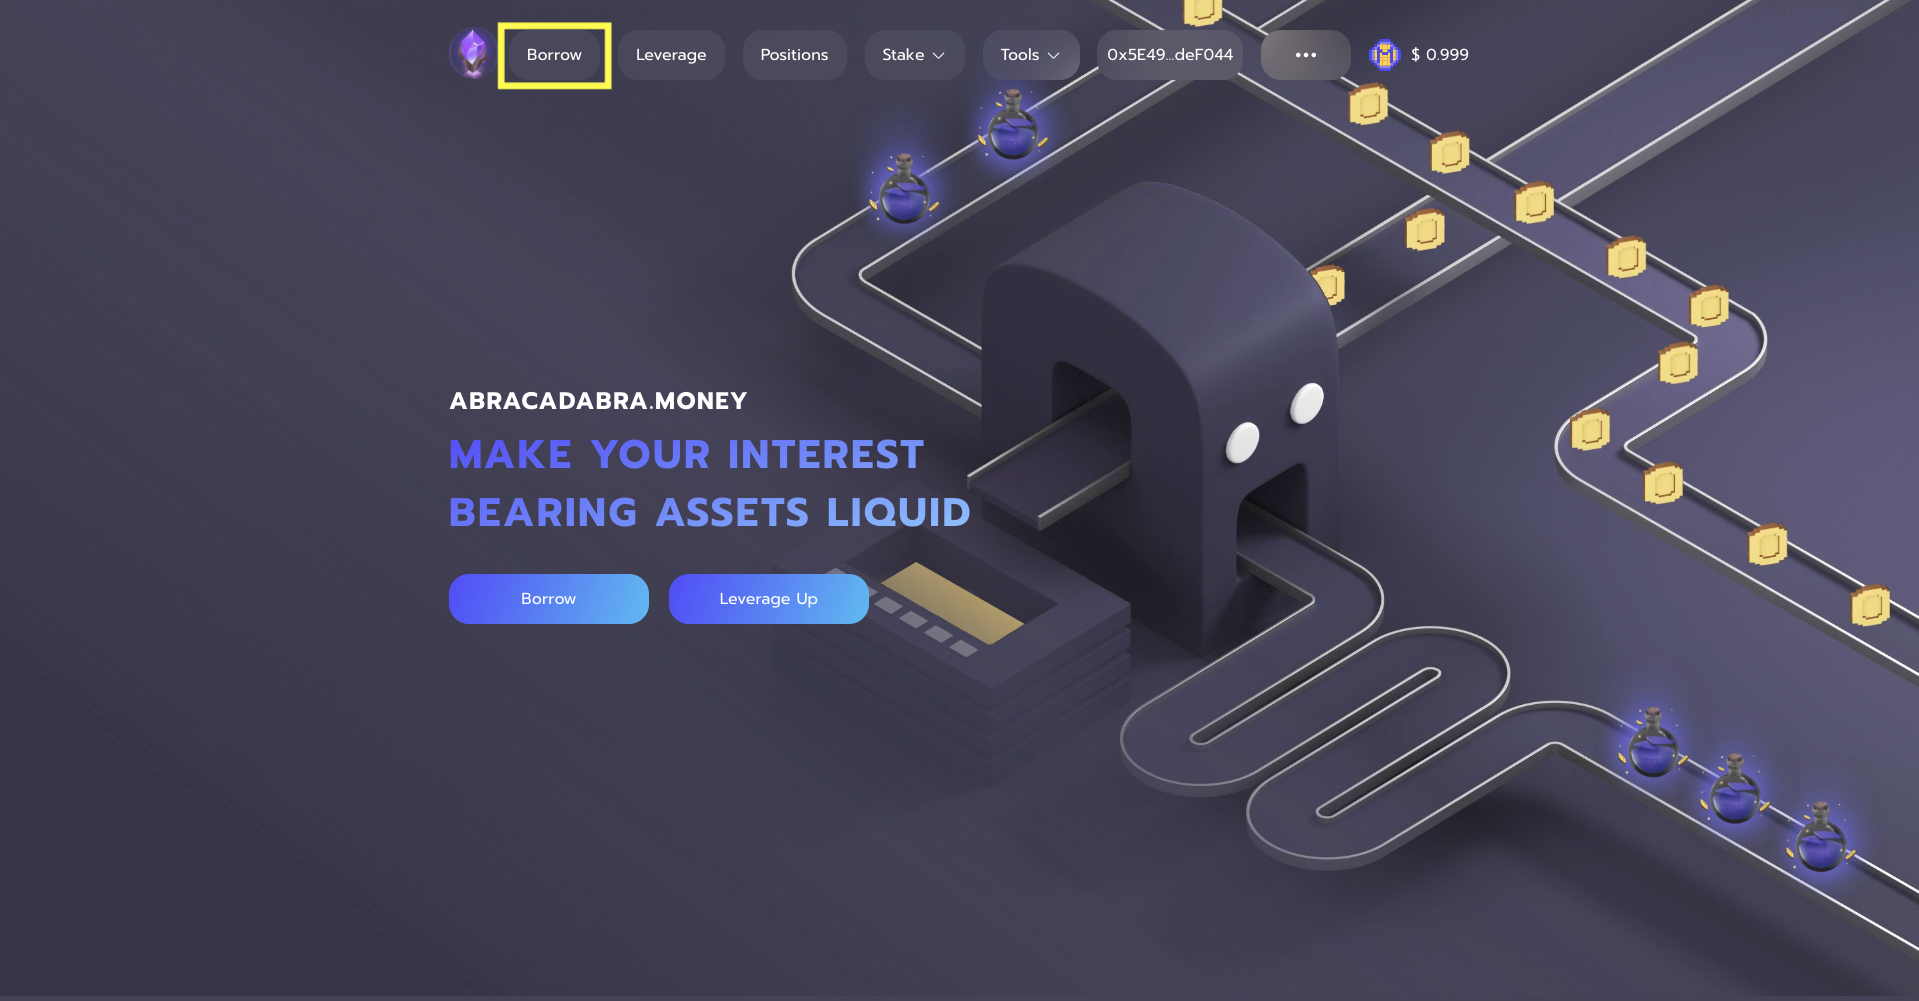 Borrow
Leverage
Positions
Stake
Tools
0x5E49...deF044
$ 0.999
ABRACADABRA.MONEY
MAKE YOUR INTEREST
BEARING ASSETS LIQUID
Borrow
Leverage Up